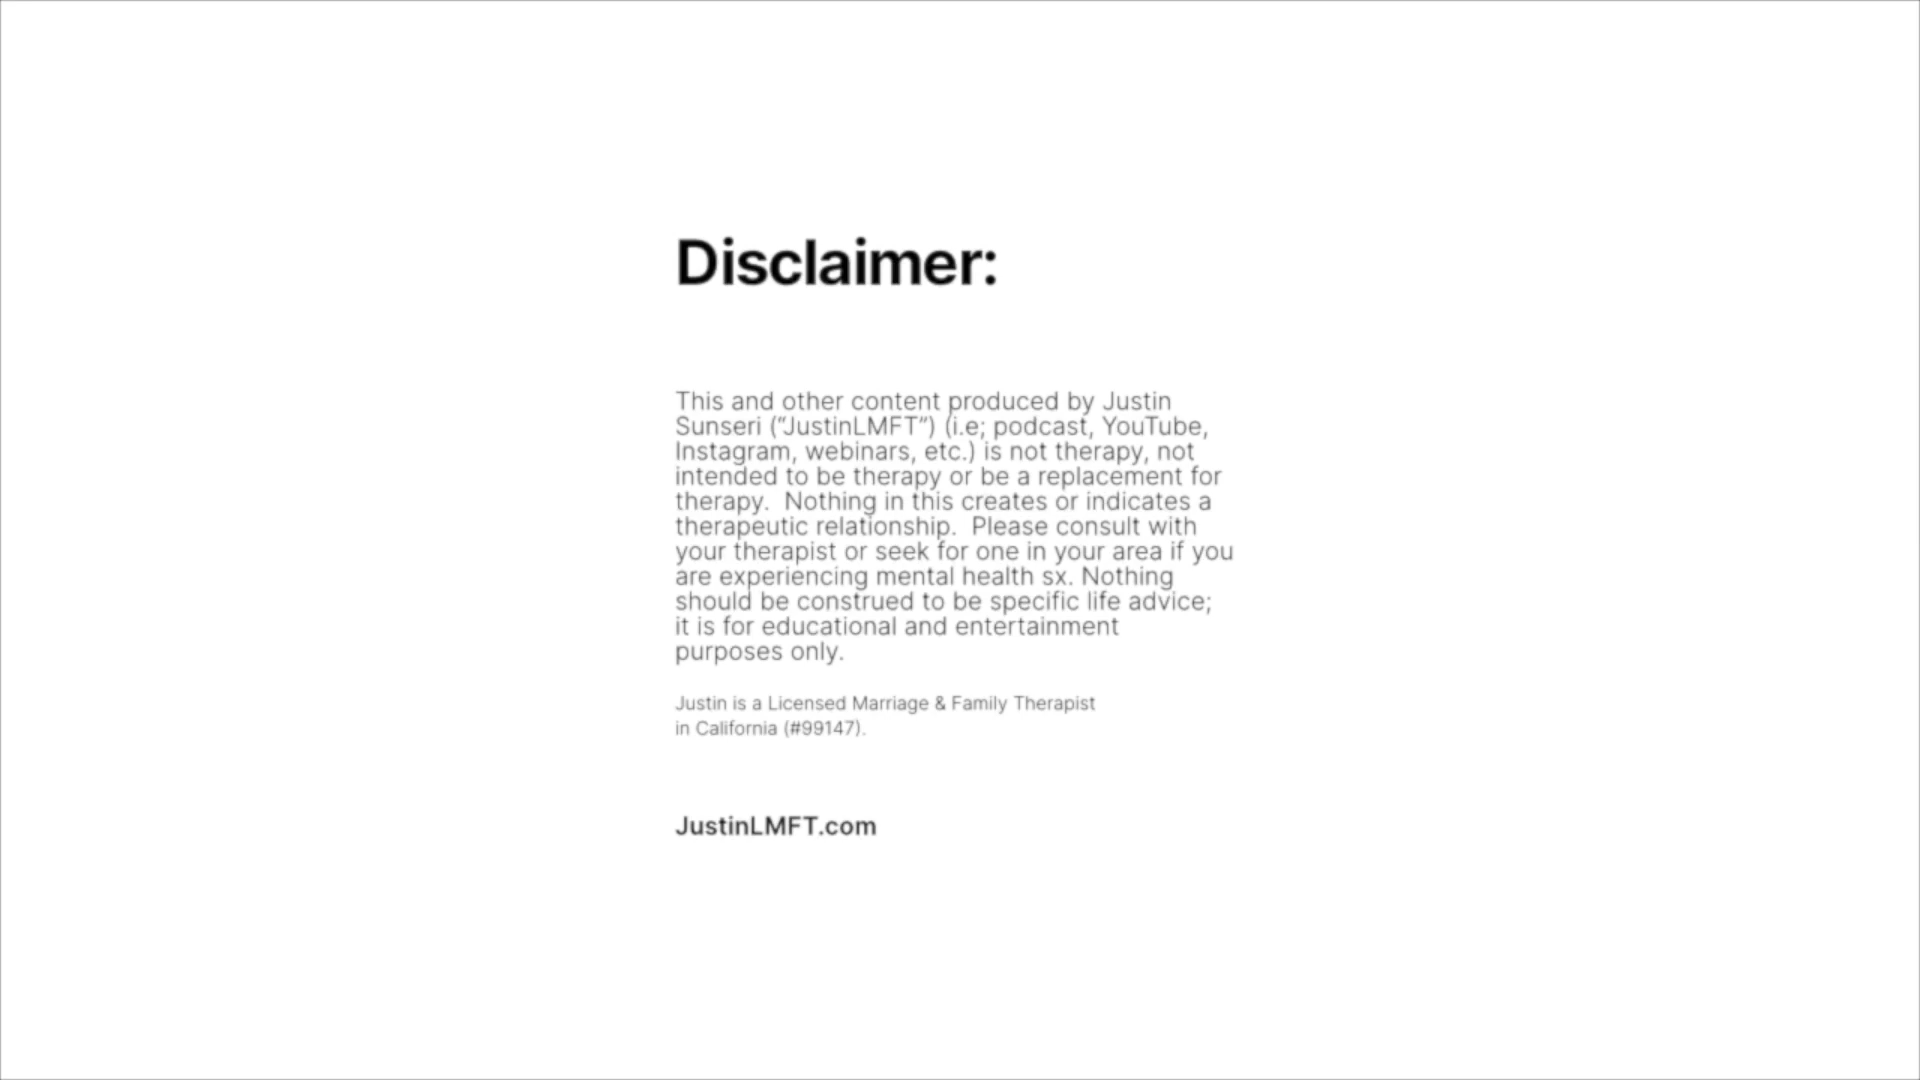 Disclaimer:
This and other content produced by Justin
Sunseri (“JustinLMFT”) (i.e; podcast, YouTube,
Instagram, webinars, etc.) is not therapy, not
intended to be therapy or be a replacement for
therapy.  Nothing in this creates or indicates a
therapeutic relationship.  Please consult with
your therapist or seek for one in your area if you
are experiencing mental health sx. Nothing
should be construed to be specific life advice;
it is for educational and entertainment
purposes only.
Justin is a Licensed Marriage & Family Therapist
in California (#99147).
JustinLMFT.com